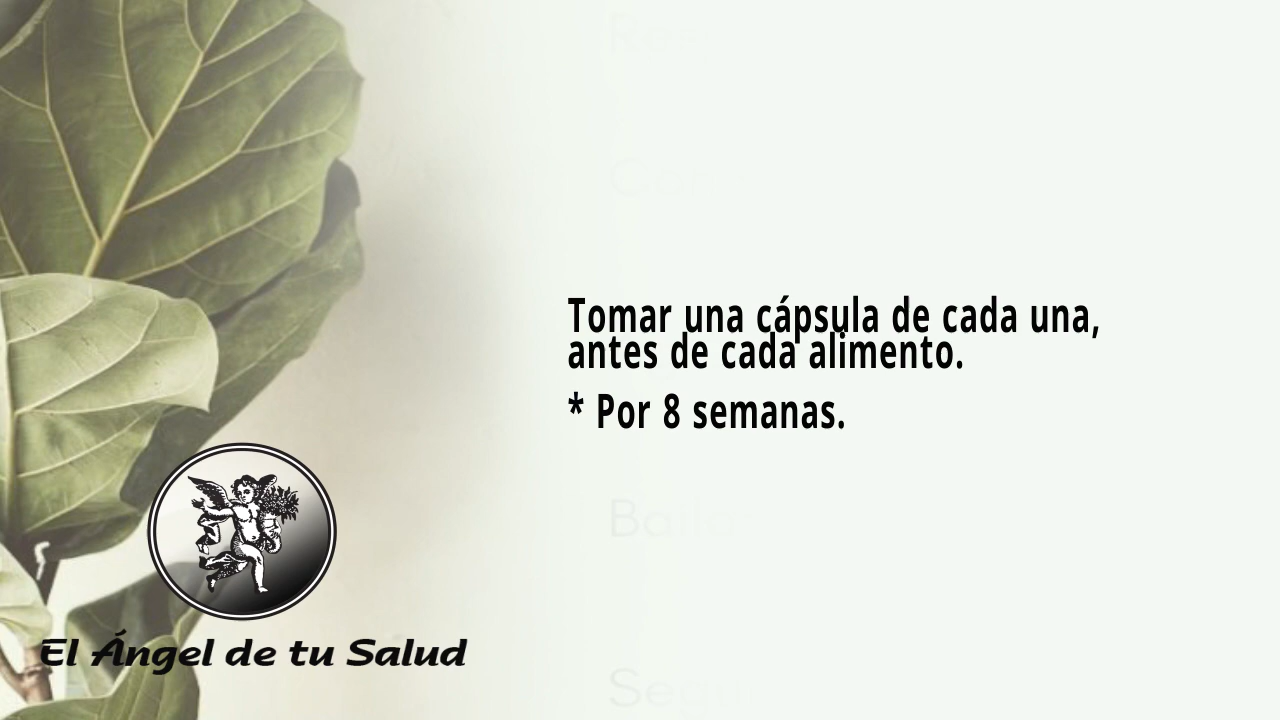 Tomar una cápsula de cada una,
antes de cada alimento.
* Por 8 semanas.
El Ángel de tu Salud